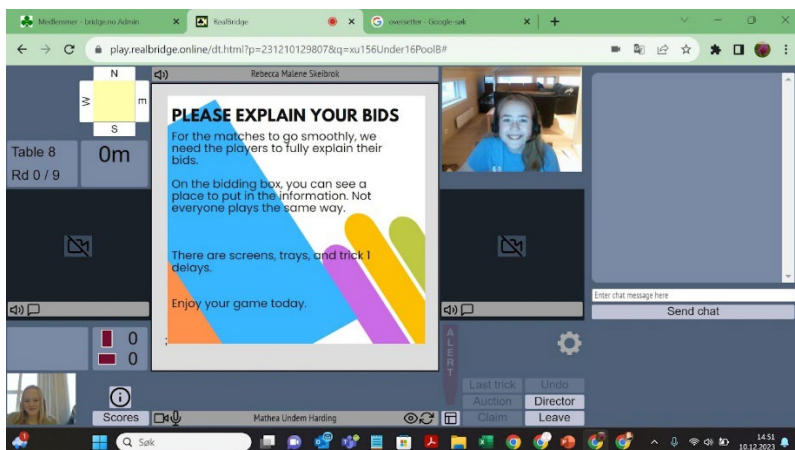 Medlemmer - bridge.no Admin
RealBridge
oversetter - Google-søk
play.realbridge.online/dt.html?p=231210129807&q=xu156Under16PoolB#
N
W
E
S
Table 8
Rd 0 / 9
0m
Rebecca Malene Skeibrok
PLEASE EXPLAIN YOUR BIDS
For the matches to go smoothly, we
need the players to fully explain their
bids.
On the bidding box, you can see a
place to put in the information. Not
everyone plays the same way.
There are screens, trays, and trick 1
delays.
Enjoy your game today.
;
0
0
Scores
Mathea Undem Harding
ALERT
Last trick
Undo
Auction
Director
Claim
Leave
Enter chat message here
Send chat
Søk
14:51
10.12.2023